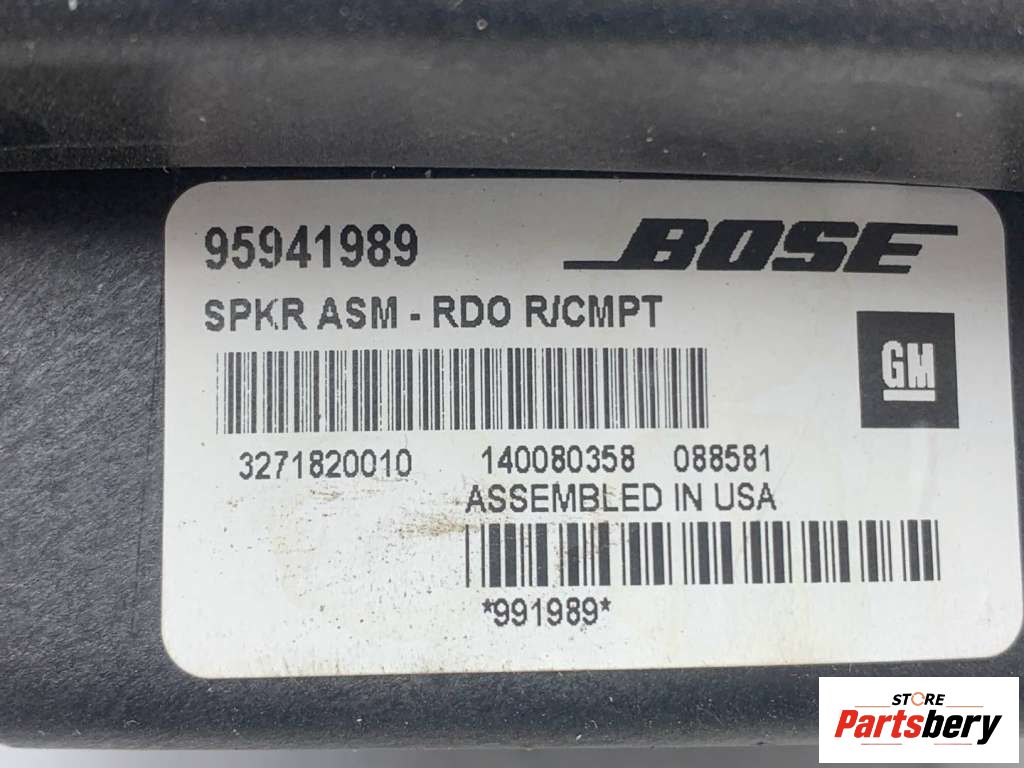 95941989 BOSE
SPKR ASM - RDO R/CMPT
GM
3271820010 140080358 088581
ASSEMBLED IN USA
*991989*
STORE
Partsbery